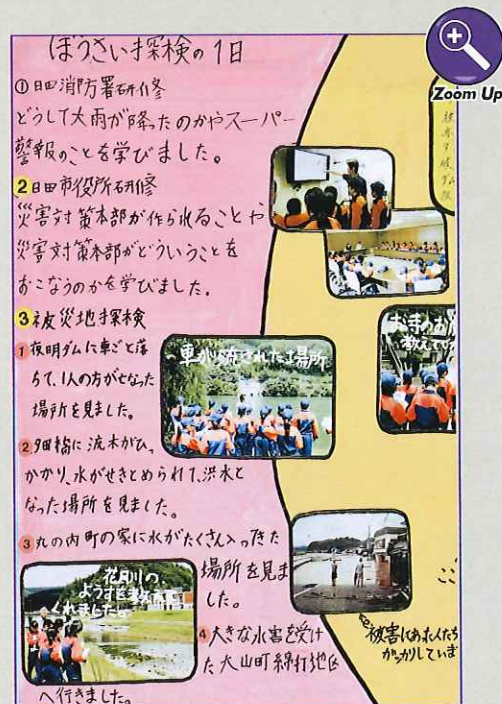 ぼうさい探検の1日
①日田消防署研修
どうして大雨が降ったのかやスーパー
警報のことを学びました。
2日田市役所研修
災害対策本部が作られることや
災害対策本部がどういうことを
おこなうのかを学びました。
3被災地探検
1夜明ダムに車ごと落
ちて、1人の方が亡なった
場所を見ました。
2夕田橋に流木がひっ
かかり、水がせきとめられて、洪水と
なった場所を見ました。
3丸の内町の家に水がたくさん入ってきた
場所を見ま
した。
4大きな水害を受け
た大山町綿打地区
へ行きました。
車が流された場所
花月川の
ようすを教えて
くれました。
教えて
被害にあった人たち
がっかりしていま
Zoom Up